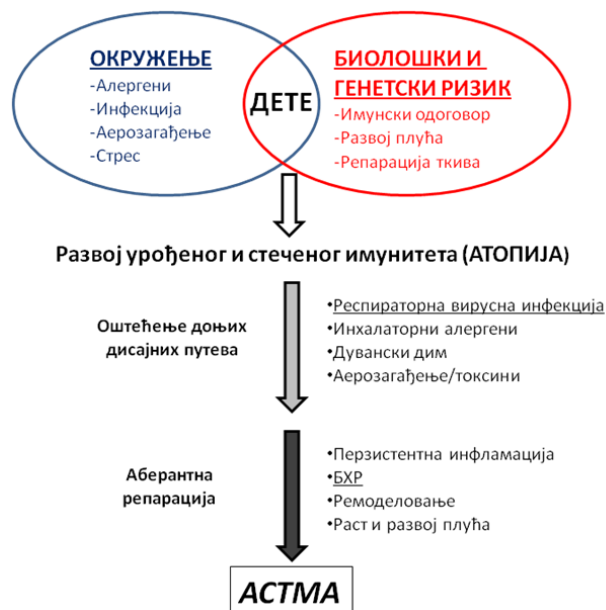 ОКРУЖЕЊЕ
-Алергени
-Инфекција
-Аерозагађење
-Стрес
ДЕТЕ
БИОЛОШКИ И
ГЕНЕТСКИ РИЗИК
-Имунски одоговор
-Развој плућа
-Репарација ткива
Развој урођеног и стеченог имунитета (АТОПИЈА)
Оштећење доњих
дисајних путева
•Респираторна вирусна инфекција
•Инхалаторни алергени
•Дувански дим
•Аерозагађење/токсини
Аберантна
репарација
•Перзистентна инфламација
•БХР
•Ремоделовање
•Раст и развој плућа
АСТМА